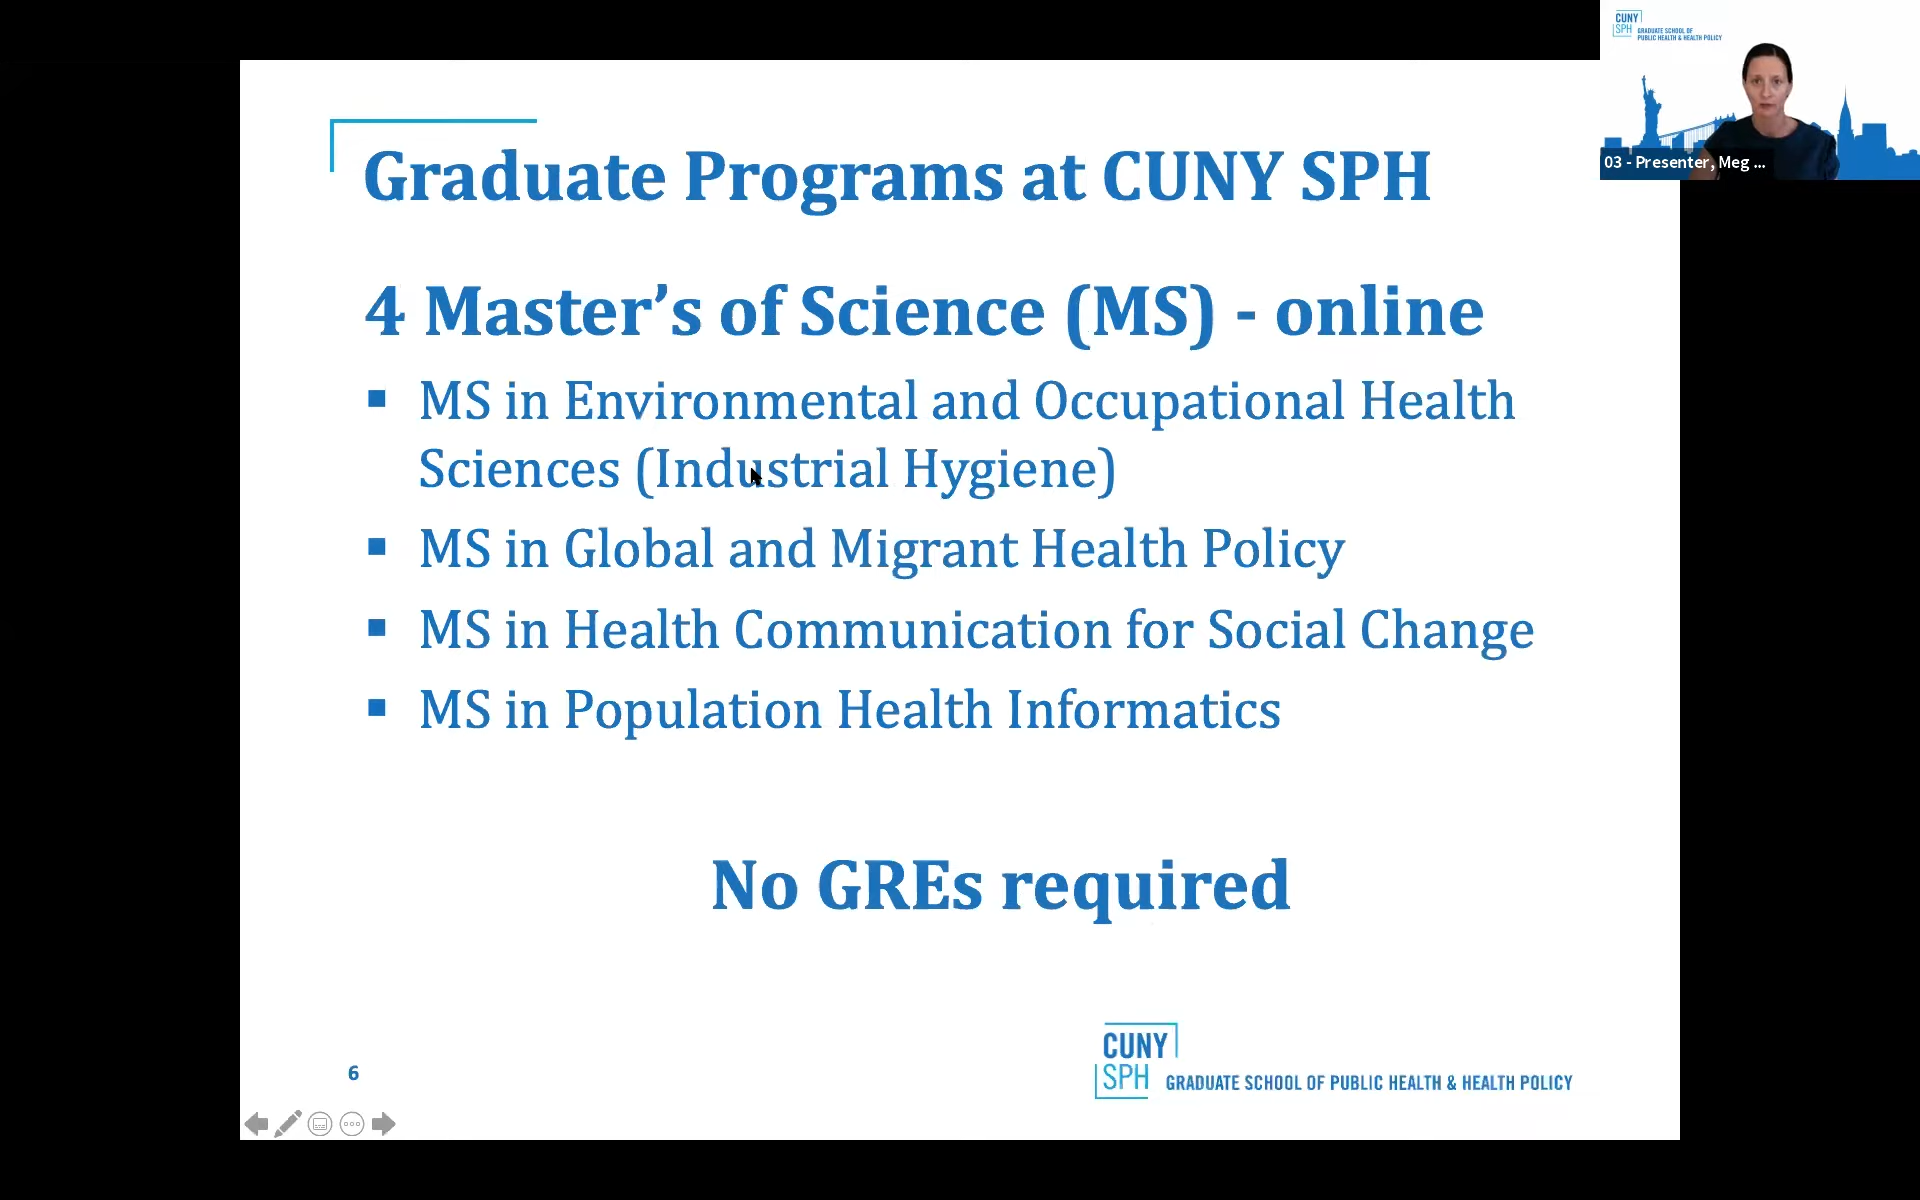 CUNY
SPH
GRADUATE SCHOOL OF
PUBLIC HEALTH & HEALTH POLICY
03 - Presenter, Meg ...
Graduate Programs at CUNY SPH
4 Master’s of Science (MS) - online
▪ MS in Environmental and Occupational Health
Sciences (Industrial Hygiene)
▪ MS in Global and Migrant Health Policy
▪ MS in Health Communication for Social Change
▪ MS in Population Health Informatics
No GREs required
6
CUNY
SPH GRADUATE SCHOOL OF PUBLIC HEALTH & HEALTH POLICY